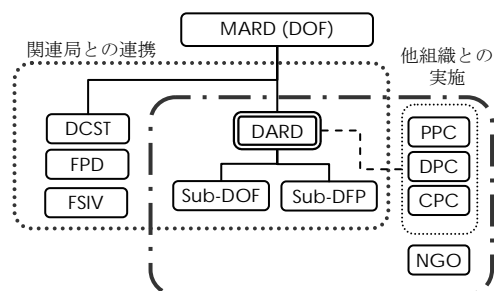 MARD (DOF)
関連局との連携
他組織との
実施
DCST
FPD
FSIV
DARD
Sub-DOF
Sub-DFP
PPC
DPC
CPC
NGO